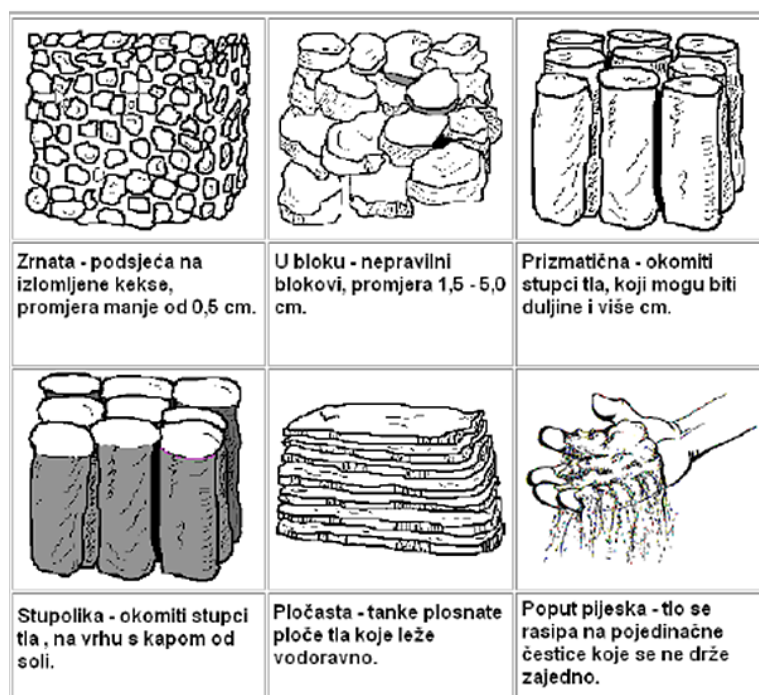 Zrnata - podsjeća na
izlomljene kekse,
promjera manje od 0,5 cm.
U bloku - nepravilni
blokovi, promjera 1,5 - 5,0
cm.
Prizmatična - okomiti
stupci tla, koji mogu biti
duljine i više cm.
Stupolika - okomiti stupci
tla , na vrhu s kapom od
soli.
Pločasta - tanke plosnate
ploče tla koje leže
vodoravno.
Poput pijeska - tlo se
rasipa na pojedinačne
čestice koje se ne drže
zajedno.